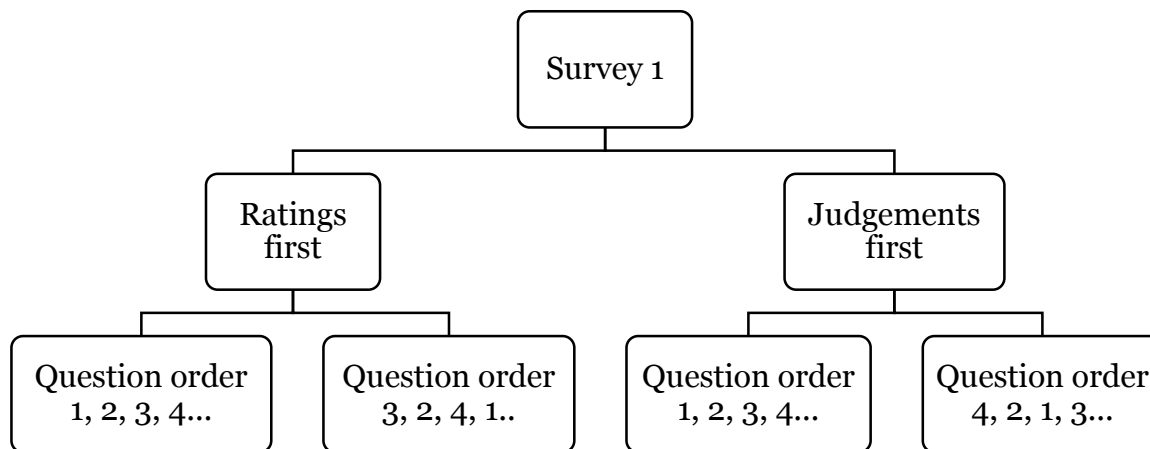 Survey 1
Ratings
first
Judgements
first
Question order
1, 2, 3, 4...
Question order
3, 2, 4, 1..
Question order
1, 2, 3, 4...
Question order
4, 2, 1, 3...